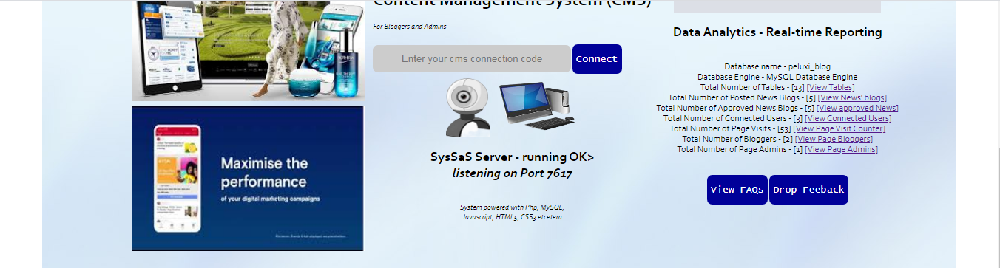 Content Management System (CMS)
For Bloggers and Admins
Enter your cms connection code
Connect
SysSaS Server - running OK>
listening on Port 7617
System powered with Php, MySQL,
Javascript, HTML5, CSS3 etcetera
Maximise the
performance
of your digital marketing campaigns
BIOTHERM
Data Analytics - Real-time Reporting
Database name - peluxi_blog
Database Engine - MySQL Database Engine
Total Number of Tables - [13] [View Tables]
Total Number of Posted News Blogs - [5] [View News' blogs]
Total Number of Approved News Blogs - [5] [View approved News]
Total Number of Connected Users - [3] [View Connected Users]
Total Number of Page Visits - [53] [View Page Visit Counter]
Total Number of Bloggers - [2] [View Page Bloggers]
Total Number of Page Admins - [1] [View Page Admins]
View FAQs
Drop Feeback